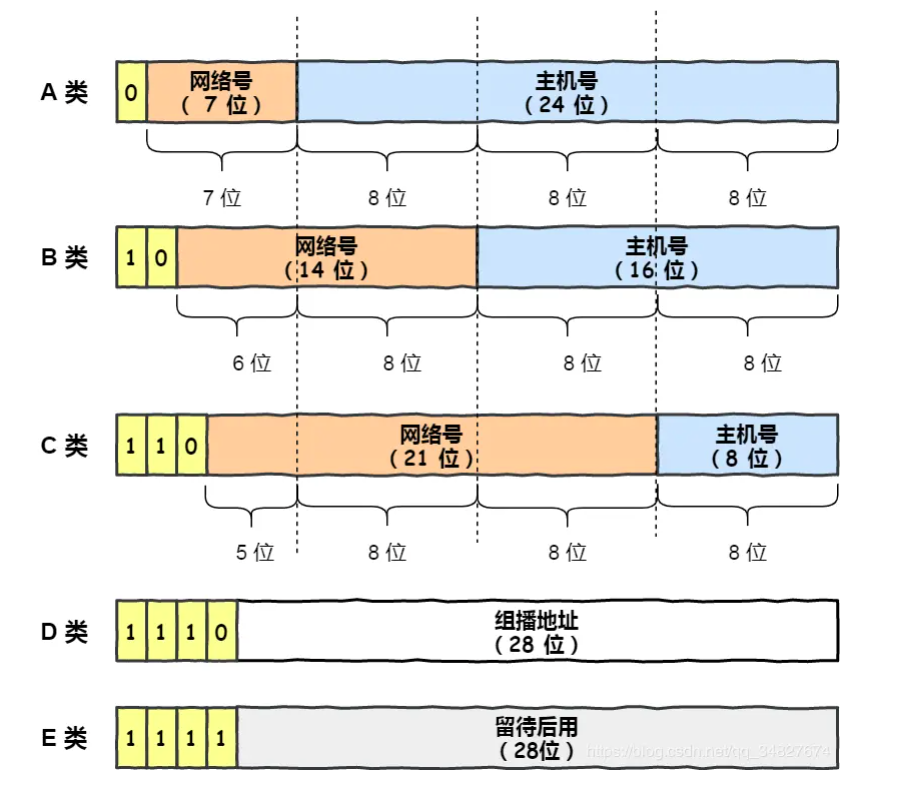 A 类
0
网络号
( 7 位 )
主机号
( 24 位 )
7 位
8 位
8 位
8 位
B 类
1 0
网络号
( 14 位 )
主机号
( 16 位 )
6 位
8 位
8 位
8 位
C 类
1 1 0
网络号
( 21 位 )
主机号
( 8 位 )
5 位
8 位
8 位
8 位
D 类
1 1 1 0
组播地址
( 28 位 )
E 类
1 1 1 1
留待后用
( 28位 )
https://blog.csdn.net/qq_34827674